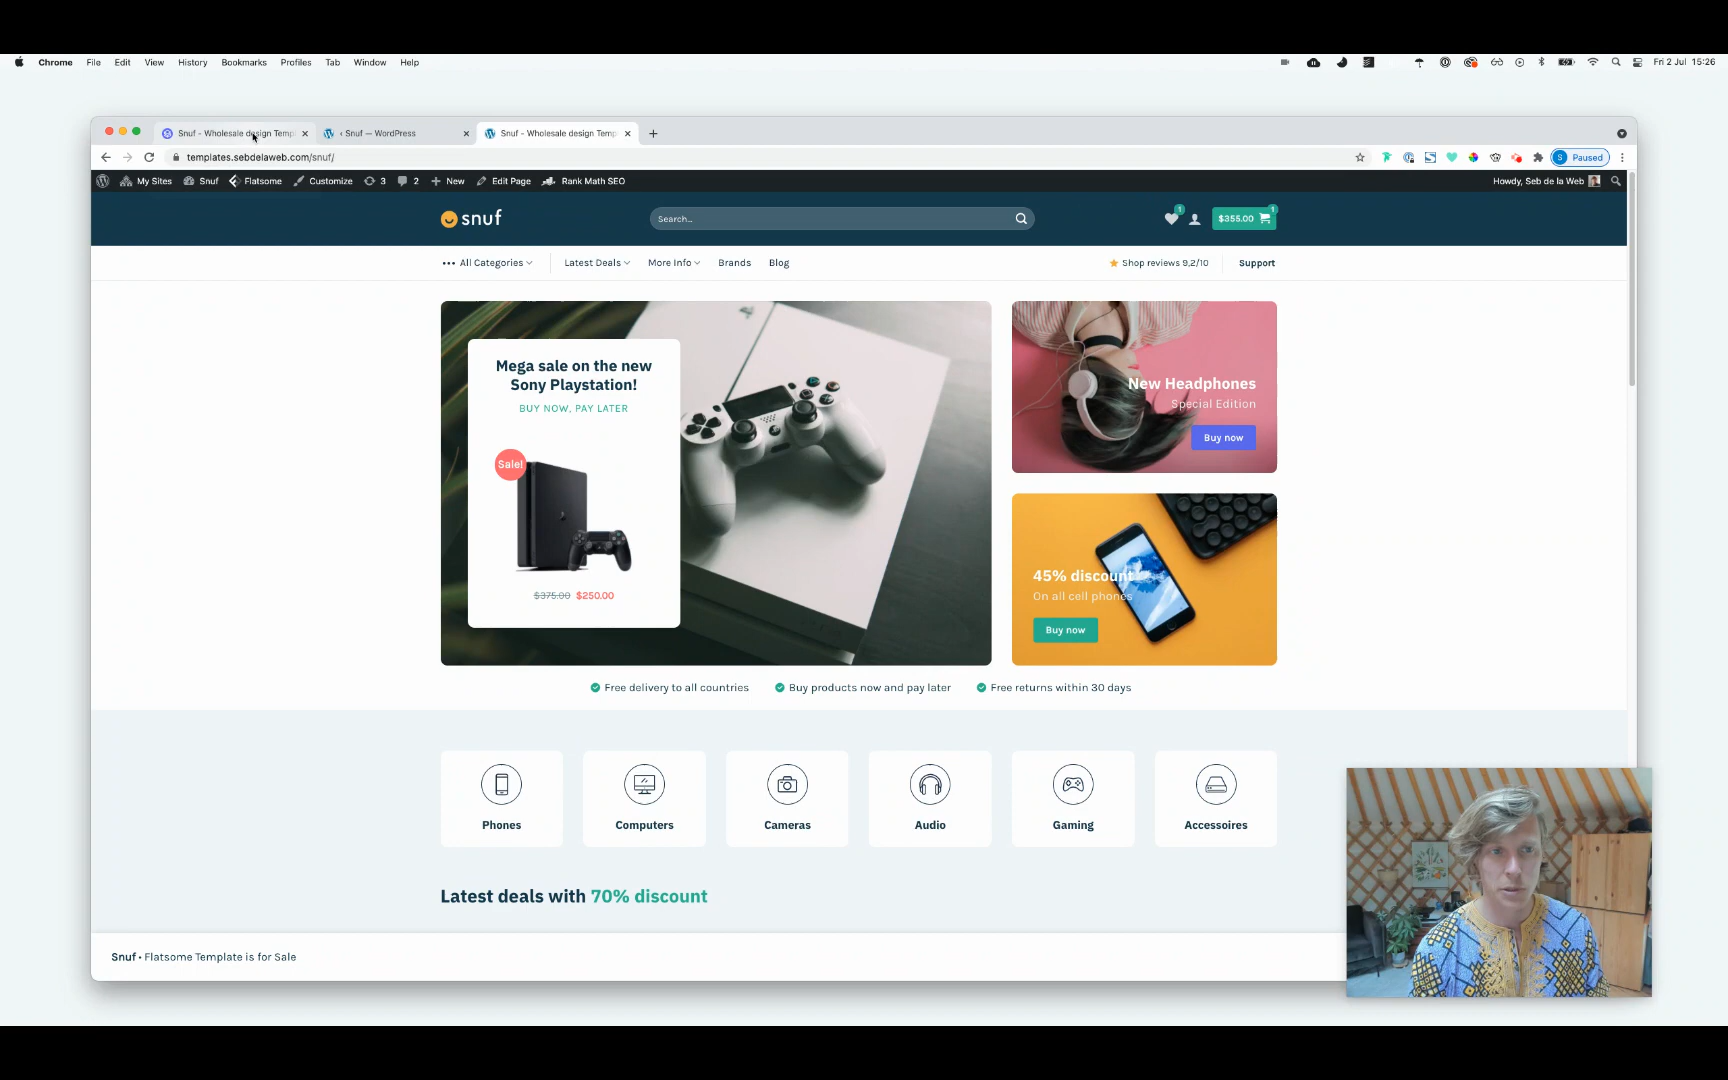 Chrome File Edit View History Bookmarks Profiles Tab Window Help Fri 2 Jul 15:26
Snuf - Wholesale design Templ
‹ Snuf — WordPress
Snuf - Wholesale design Temp
templates.sebdelaweb.com/snuf/
S Paused
My Sites Snuf Flatsome Customize 3 2 New Edit Page Rank Math SEO Howdy, Seb de la Web
snuf
Search...
1
$355.00
1
All Categories Latest Deals More Info Brands Blog Shop reviews 9,2/10 Support
Mega sale on the new
Sony Playstation!
BUY NOW, PAY LATER
Sale!
$375.00 $250.00
New Headphones
Special Edition
Buy now
45% discount
On all cell phones
Buy now
Free delivery to all countries Buy products now and pay later Free returns within 30 days
Phones Computers Cameras Audio Gaming Accessoires
Latest deals with 70% discount
Snuf • Flatsome Template is for Sale